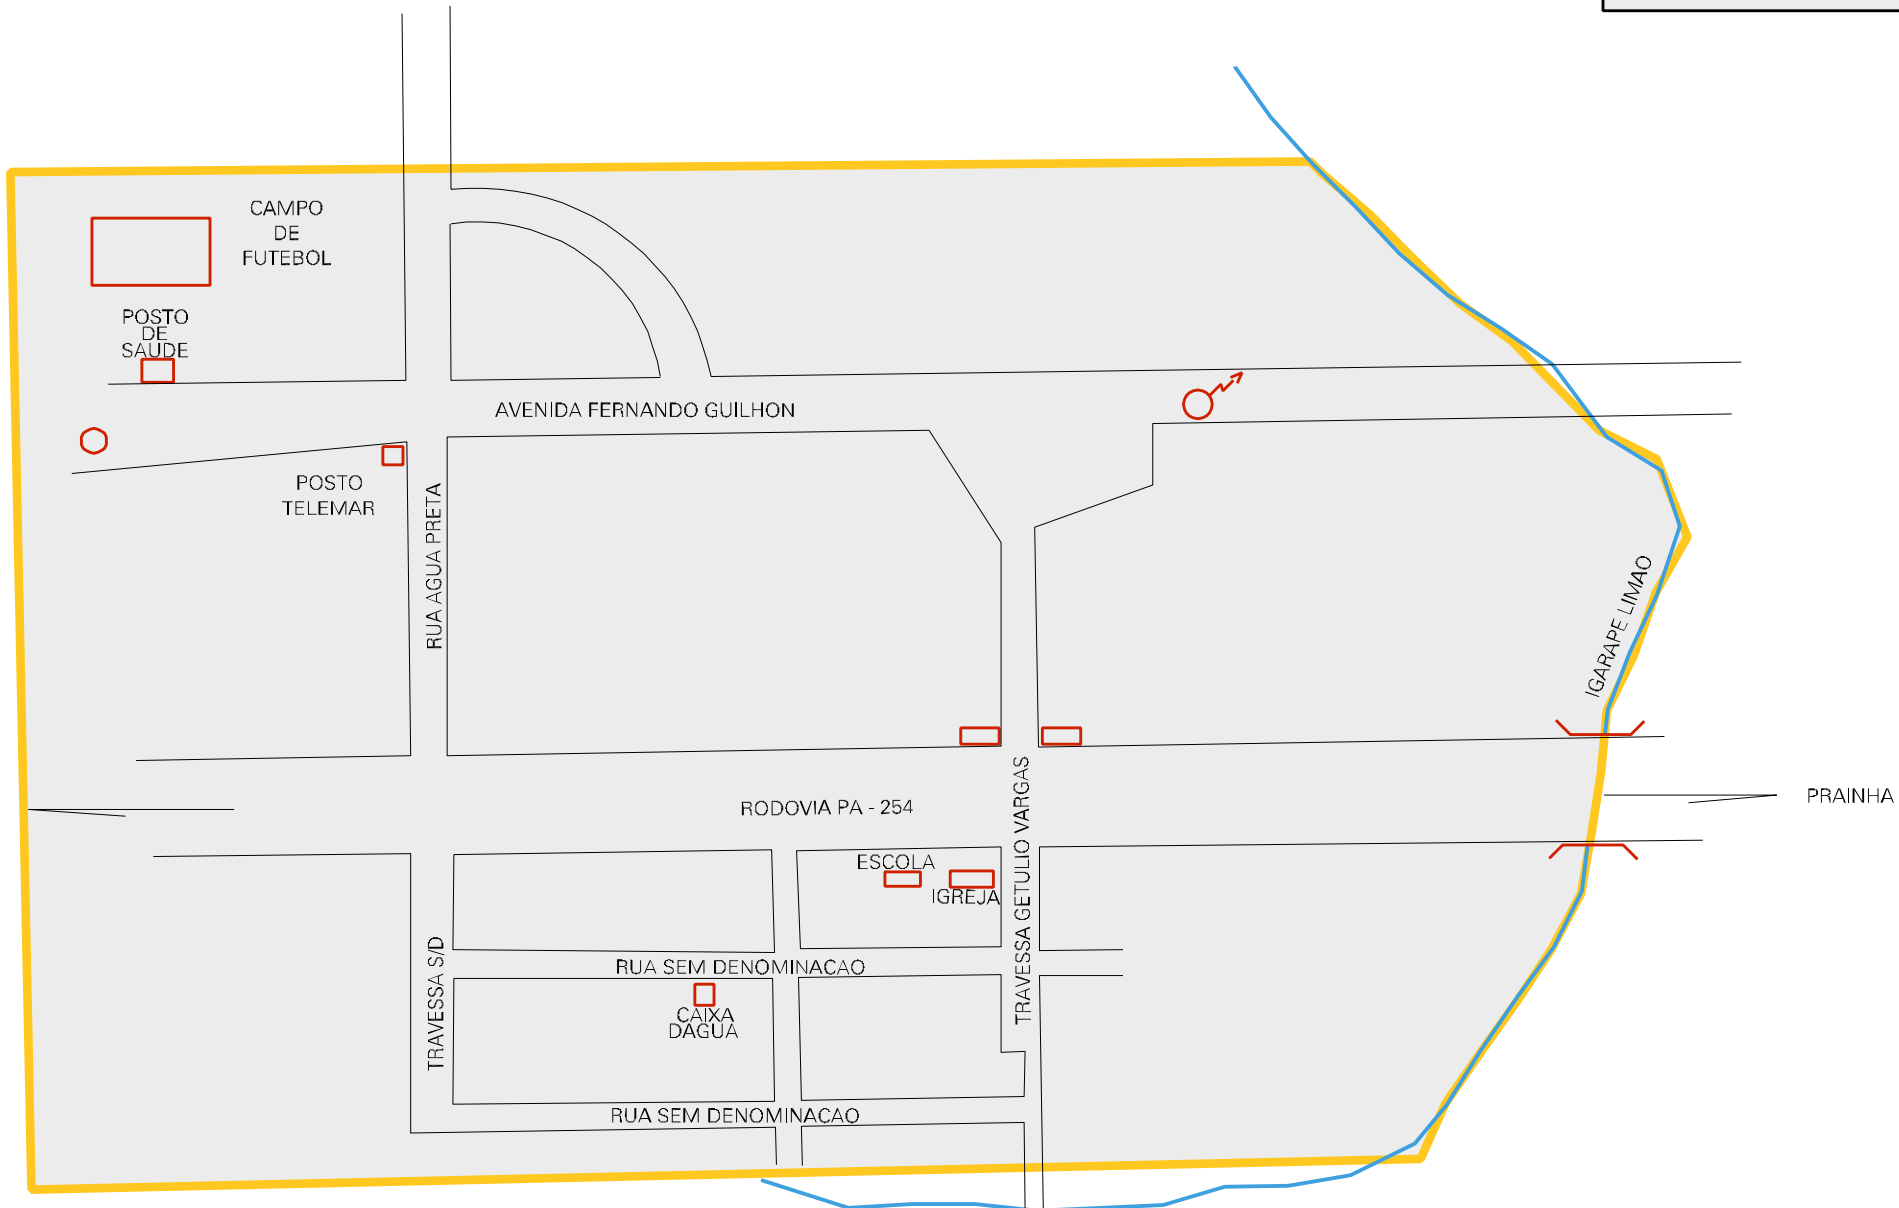 CAMPO
DE
FUTEBOL
POSTO
DE
SAUDE
AVENIDA FERNANDO GUILHON
POSTO
TELEMAR
RUA AGUA PRETA
IGARAPE LIMAO
RODOVIA PA - 254
PRAINHA
TRAVESSA GETULIO VARGAS
ESCOLA
IGREJA
TRAVESSA S/D
RUA SEM DENOMINACAO
CAIXA
DAGUA
RUA SEM DENOMINACAO